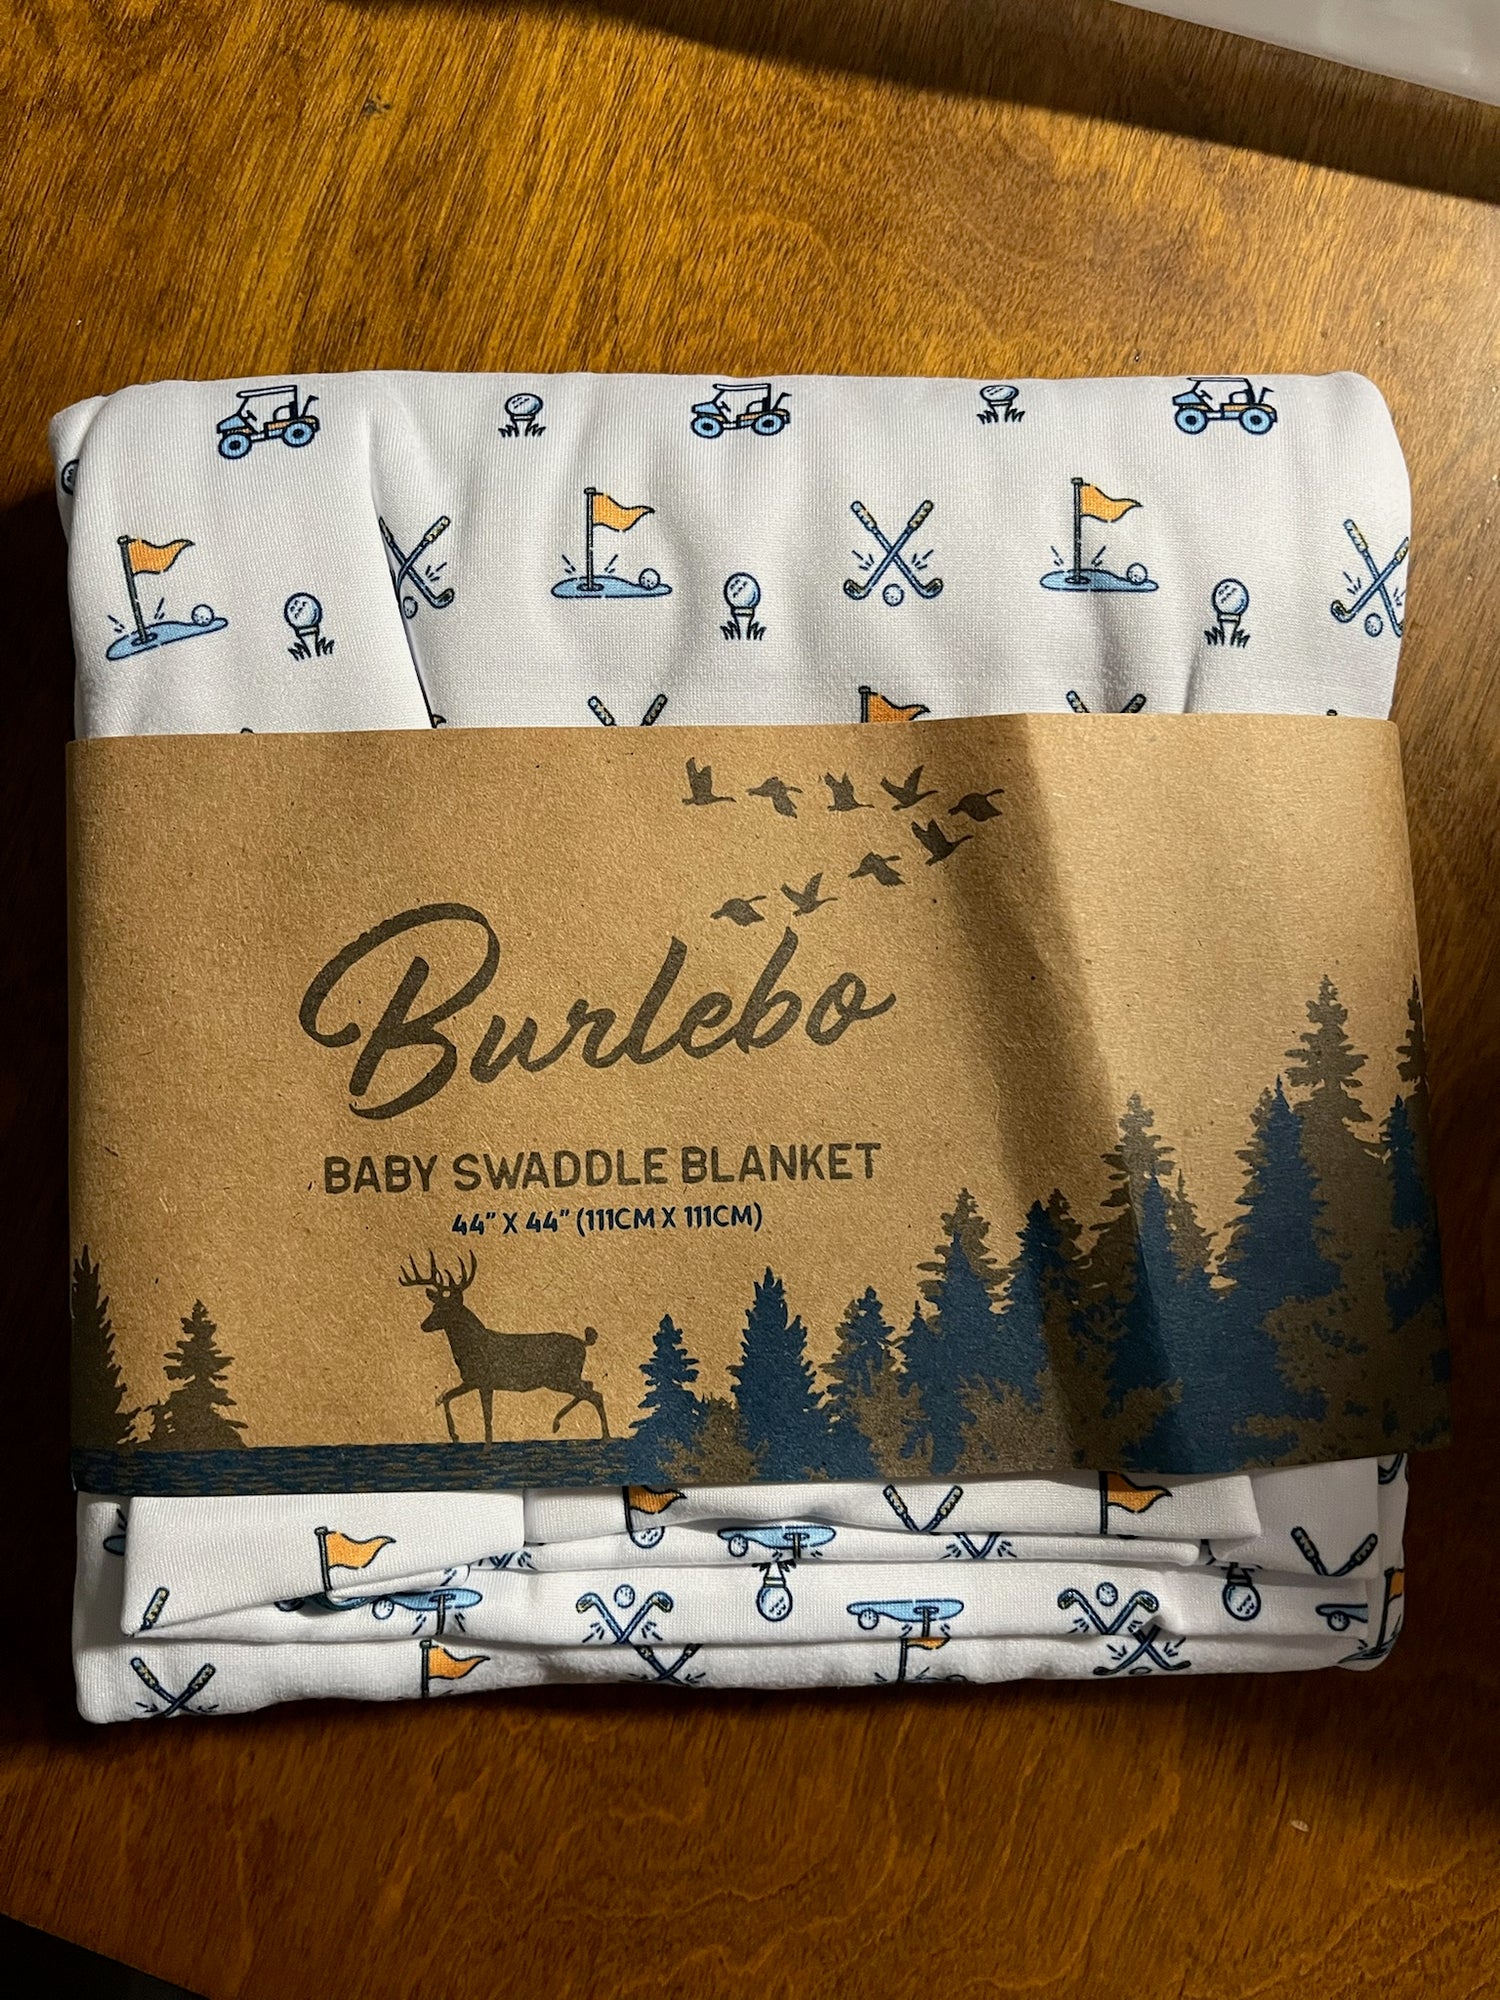 Burlebo
BABY SWADDLE BLANKET
44" X 44" (111CM X 111CM)